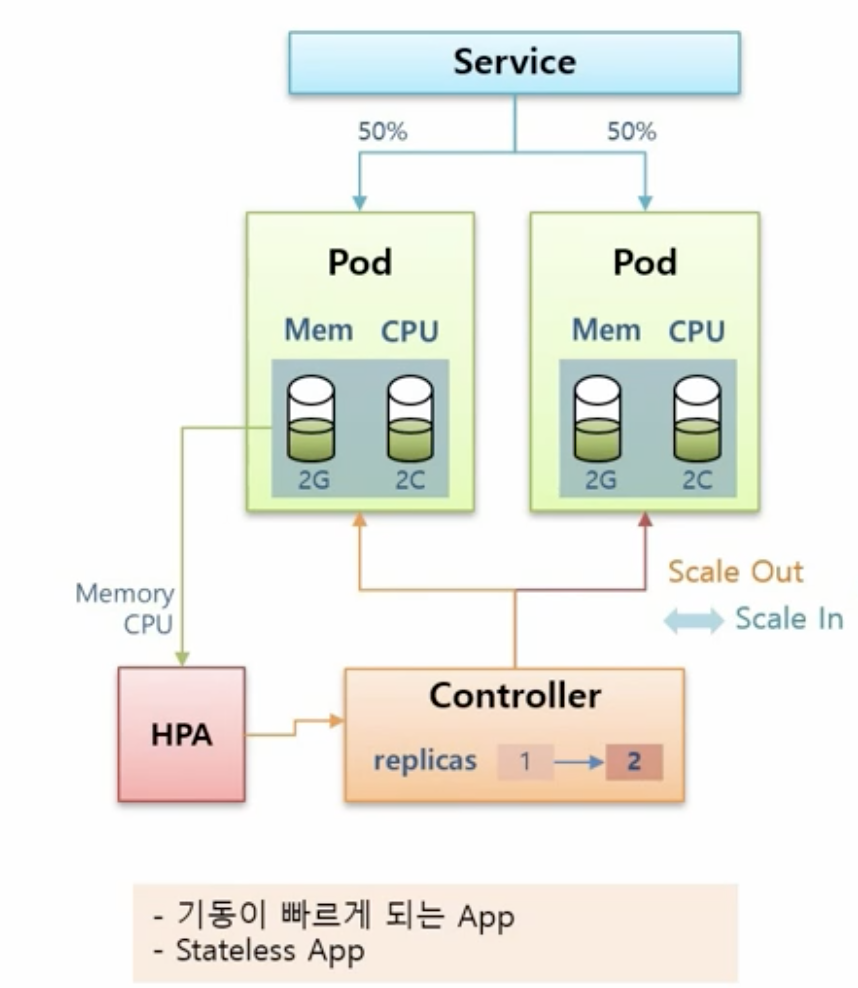 Service
50% 50%
Pod Pod
Mem CPU Mem CPU
2G 2C 2G 2C
Memory
CPU
Scale Out
Scale In
HPA
Controller
replicas 1 2
- 기동이 빠르게 되는 App
- Stateless App